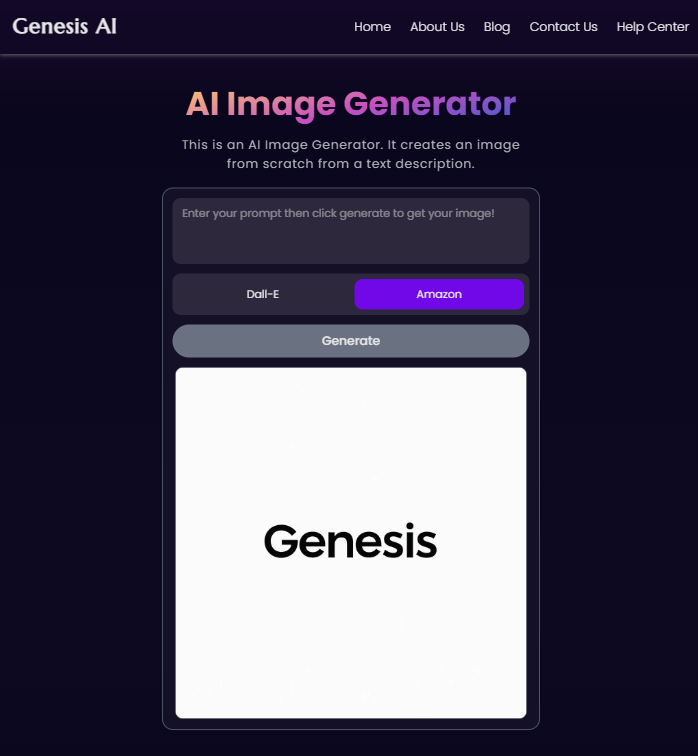 Genesis AI
Home About Us Blog Contact Us Help Center
AI Image Generator
This is an AI Image Generator. It creates an image
from scratch from a text description.
Enter your prompt then click generate to get your image!
Dall-E Amazon
Generate
Genesis